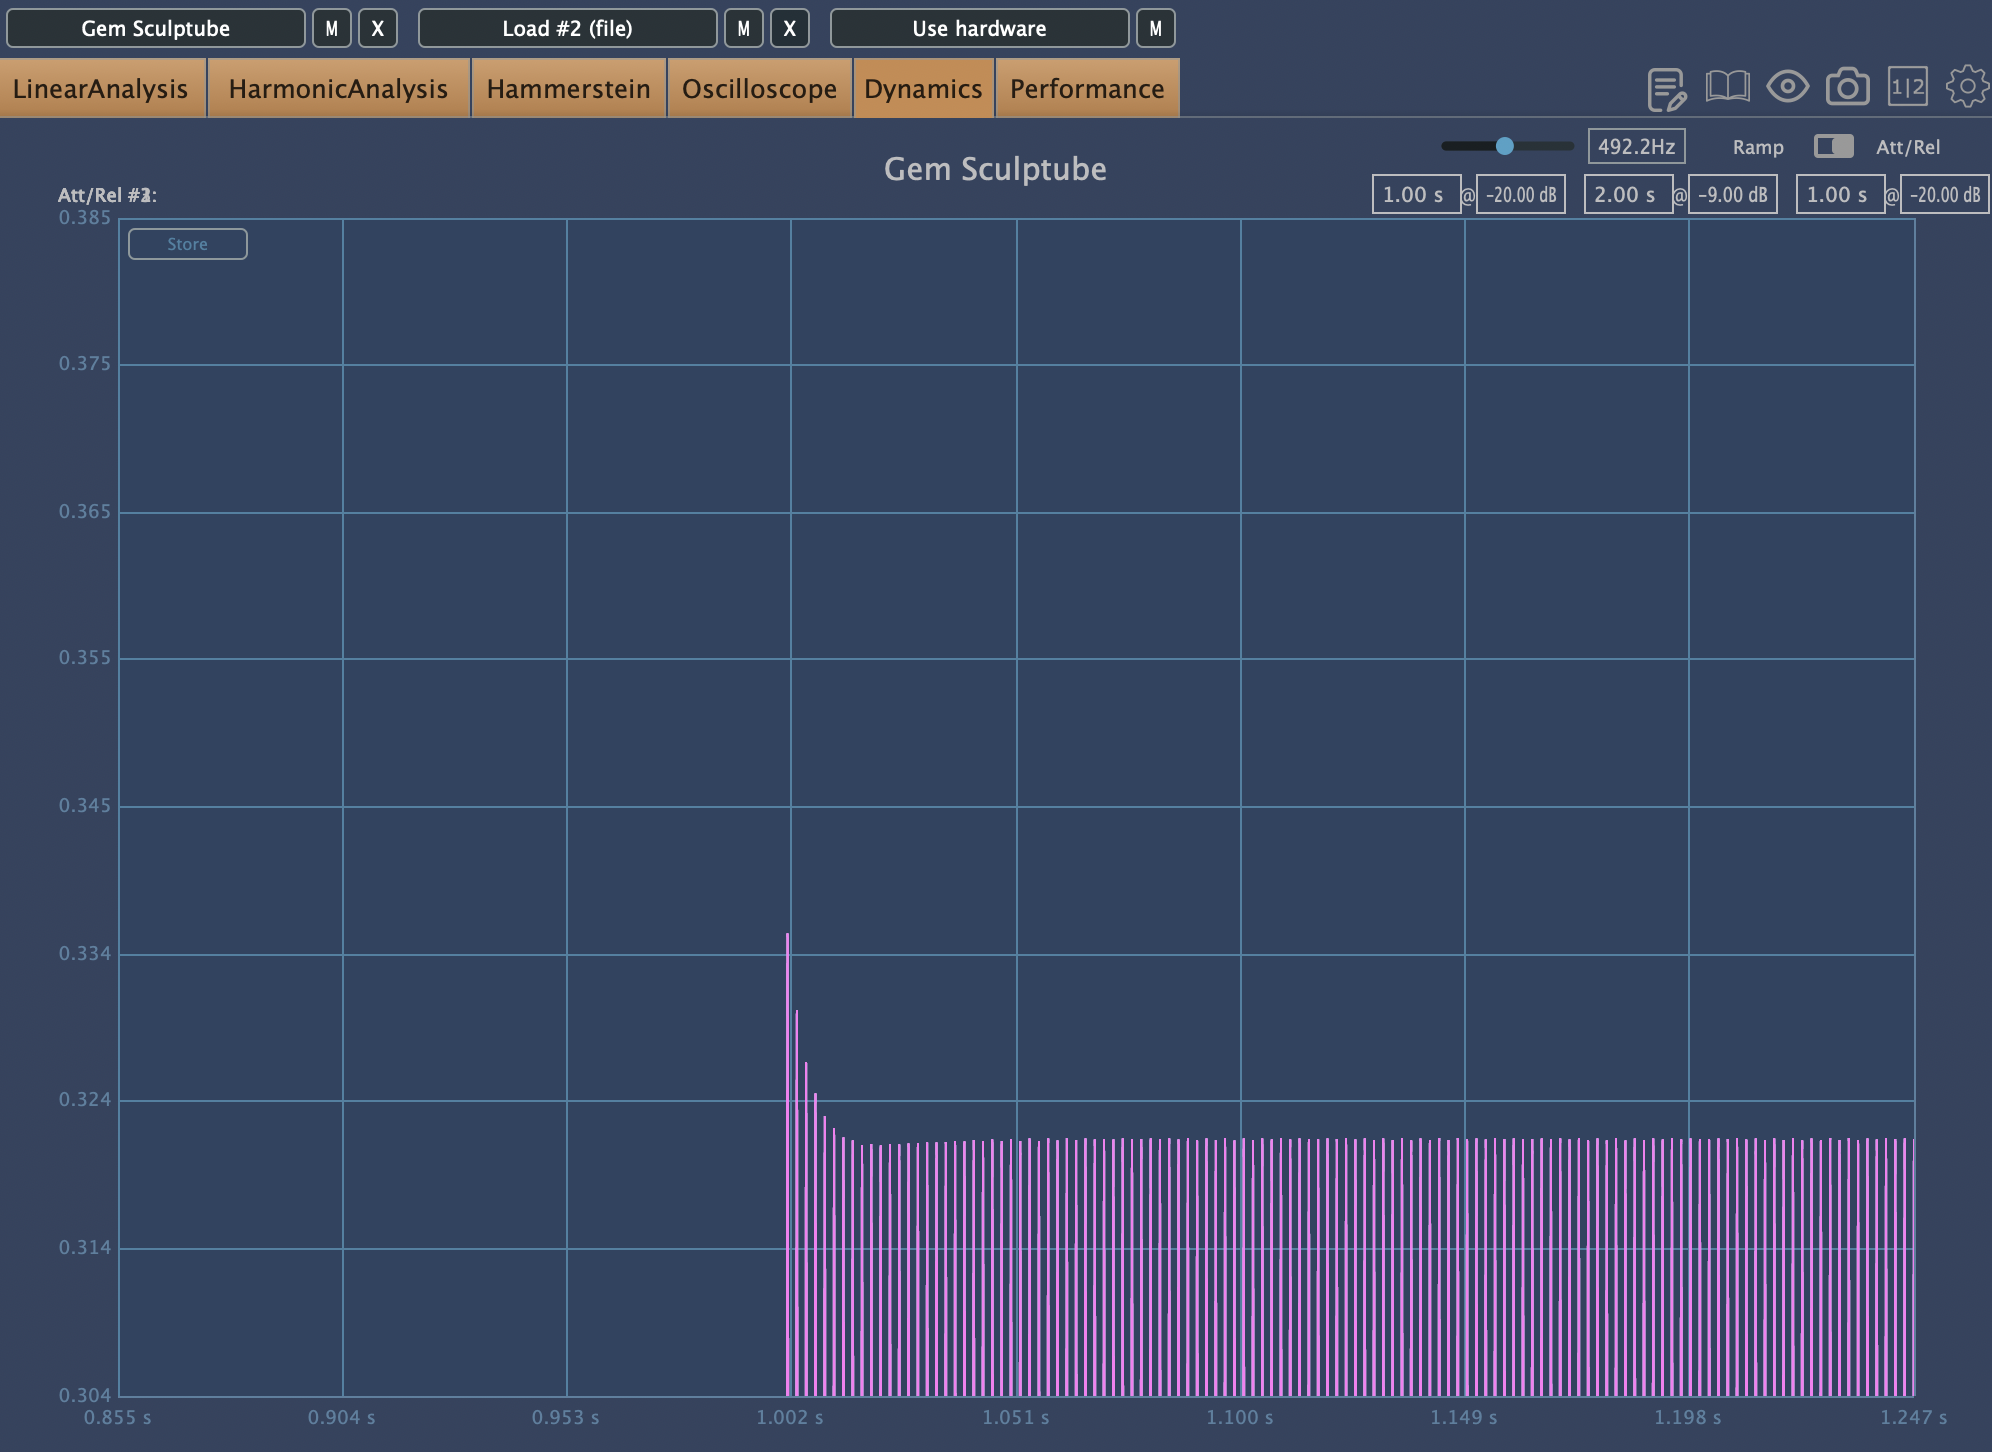 Gem Sculptube M X Load #2 (file) M X Use hardware M
LinearAnalysis HarmonicAnalysis Hammerstein Oscilloscope Dynamics Performance 1|2
492.2Hz Ramp Att/Rel
Gem Sculptube
Att/Rel 1.00 s @ -20.00 dB 2.00 s @ -9.00 dB 1.00 s @ -20.00 dB
0.385
Store
0.375
0.365
0.355
0.345
0.334
0.324
0.314
0.304
0.855 s 0.904 s 0.953 s 1.002 s 1.051 s 1.100 s 1.149 s 1.198 s 1.247 s